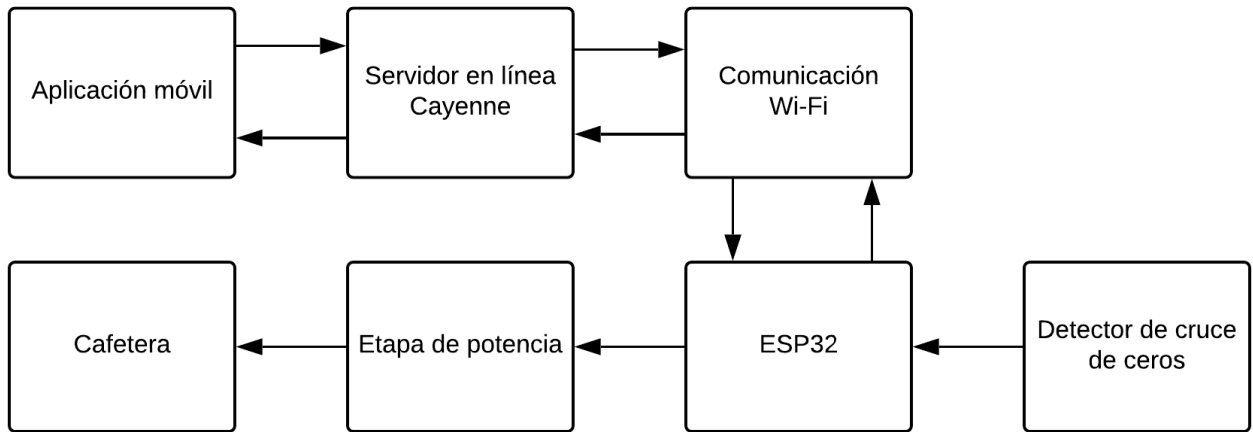 Aplicación móvil
Servidor en línea
Cayenne
Comunicación
Wi-Fi
Cafetera
Etapa de potencia
ESP32
Detector de cruce
de ceros